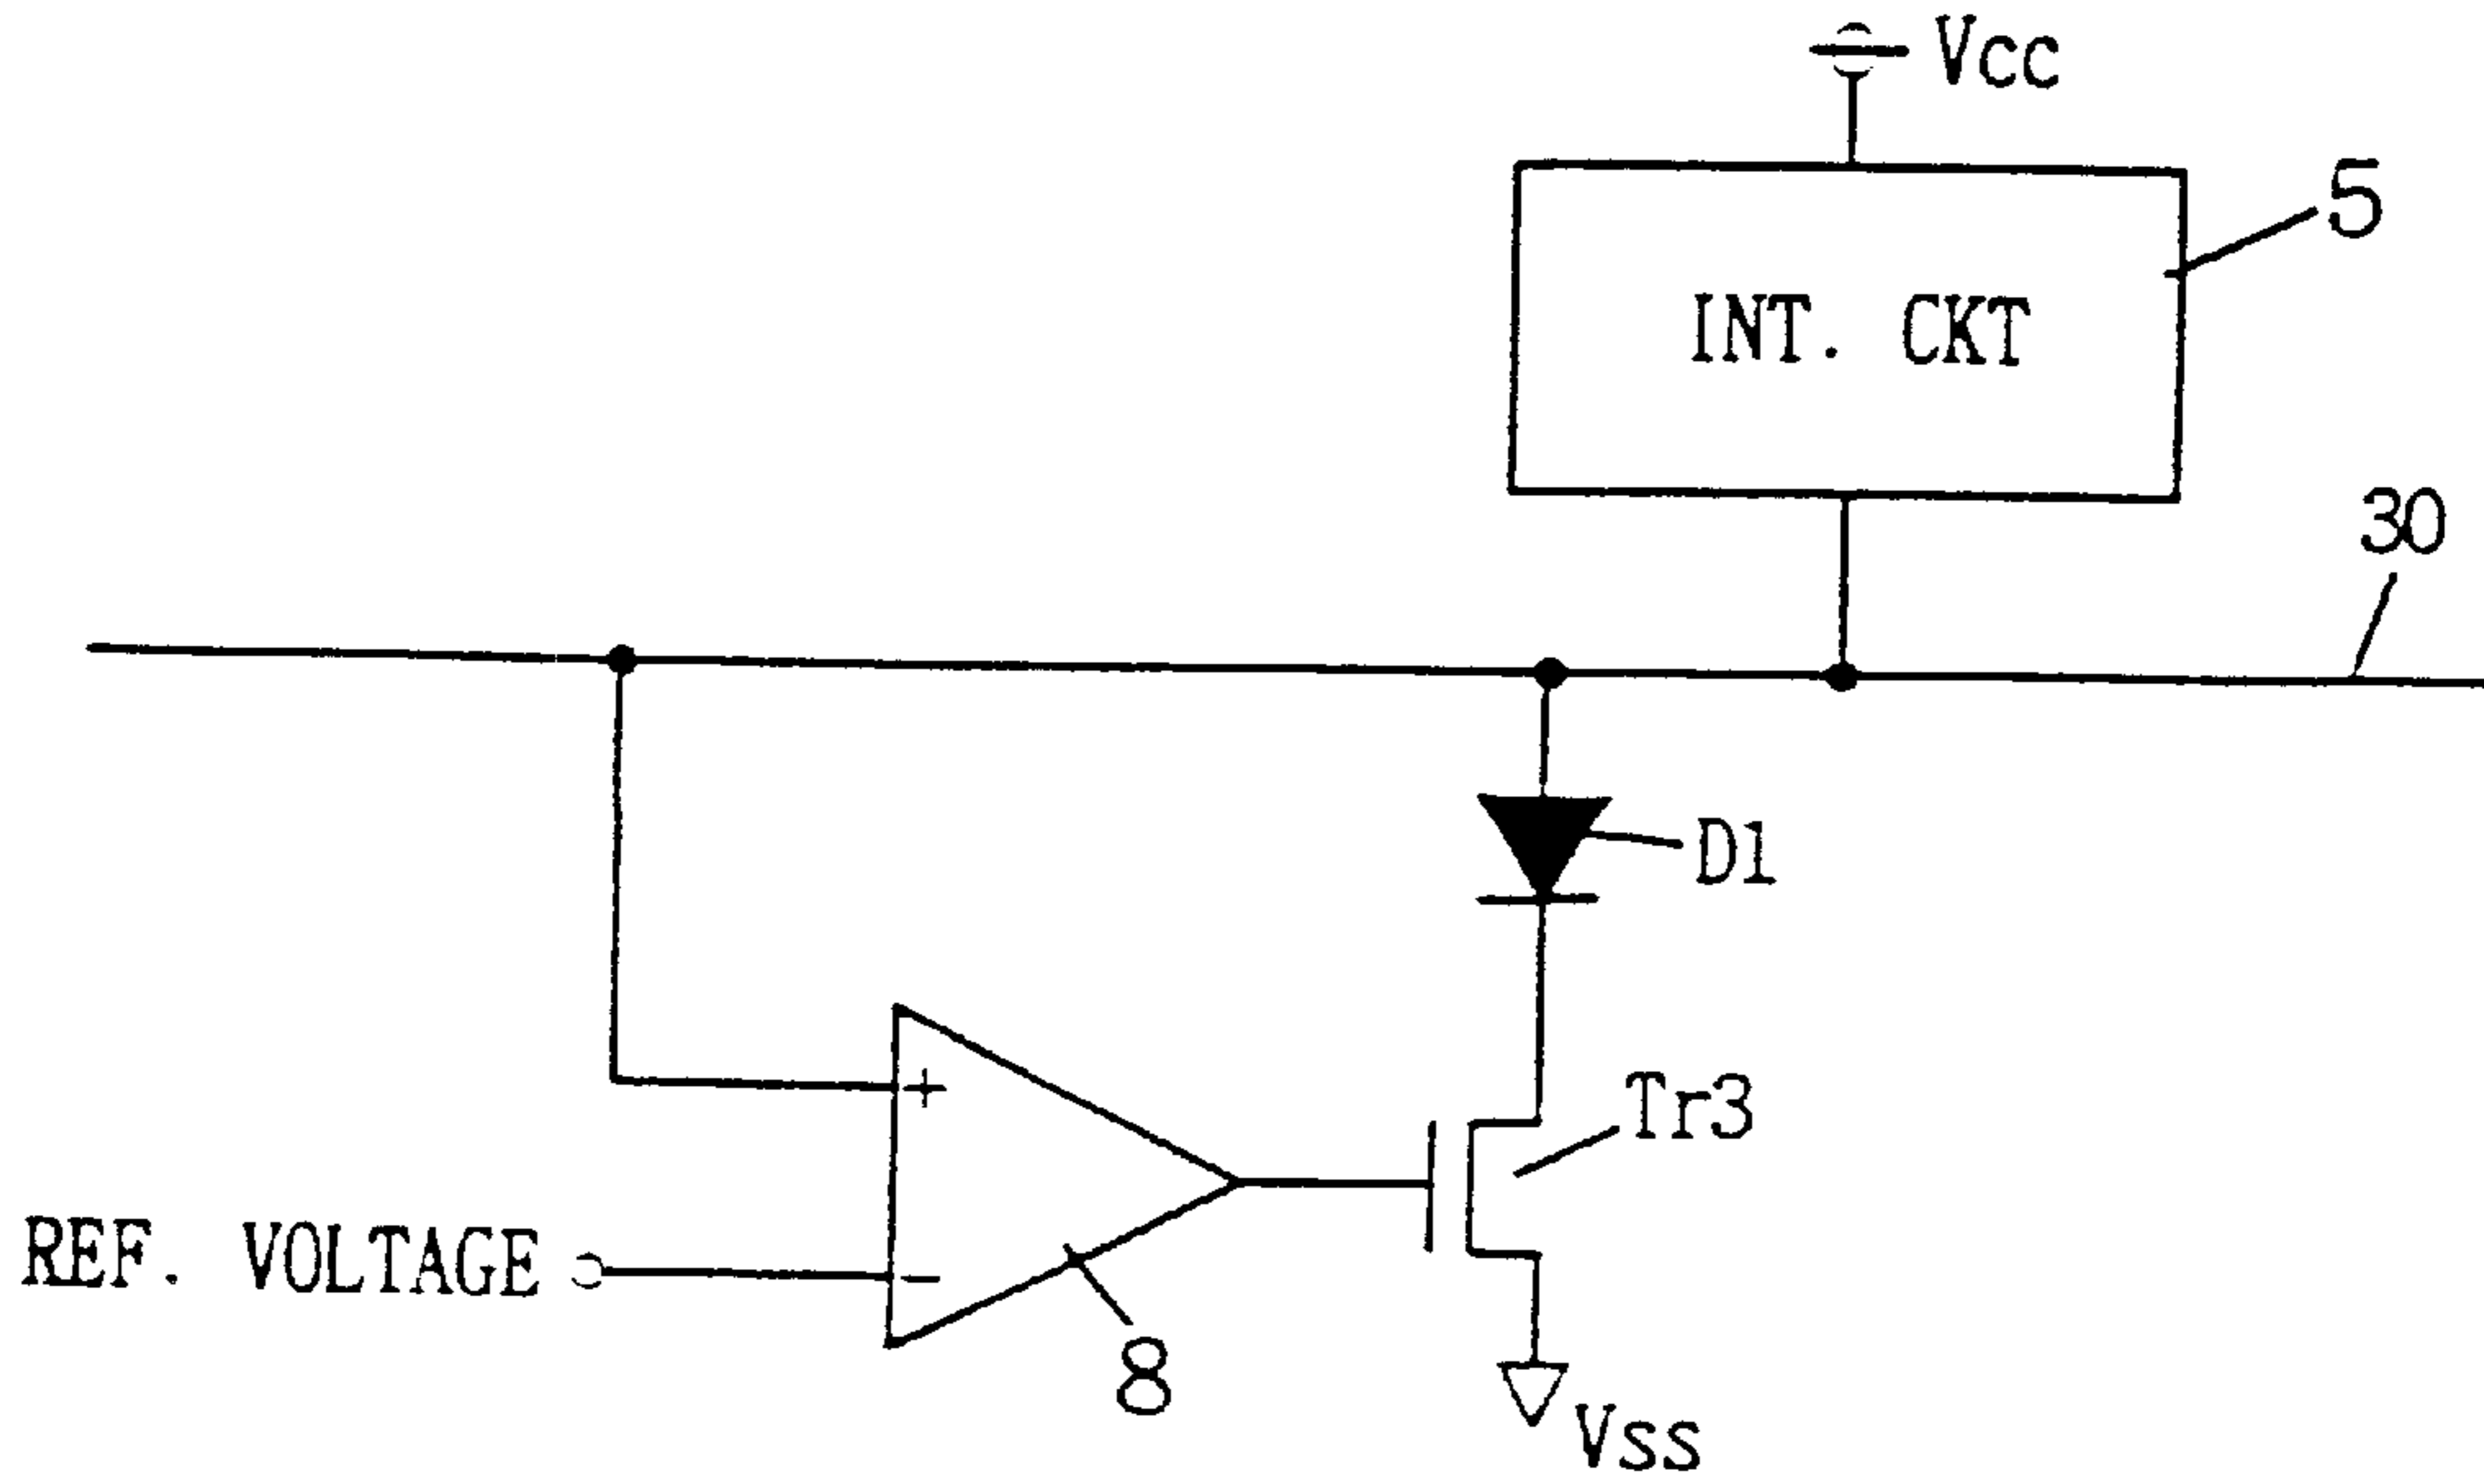 Vcc
5
INT. CKT
30
D1
+
Tr3
REF. VOLTAGE
−
8
Vss